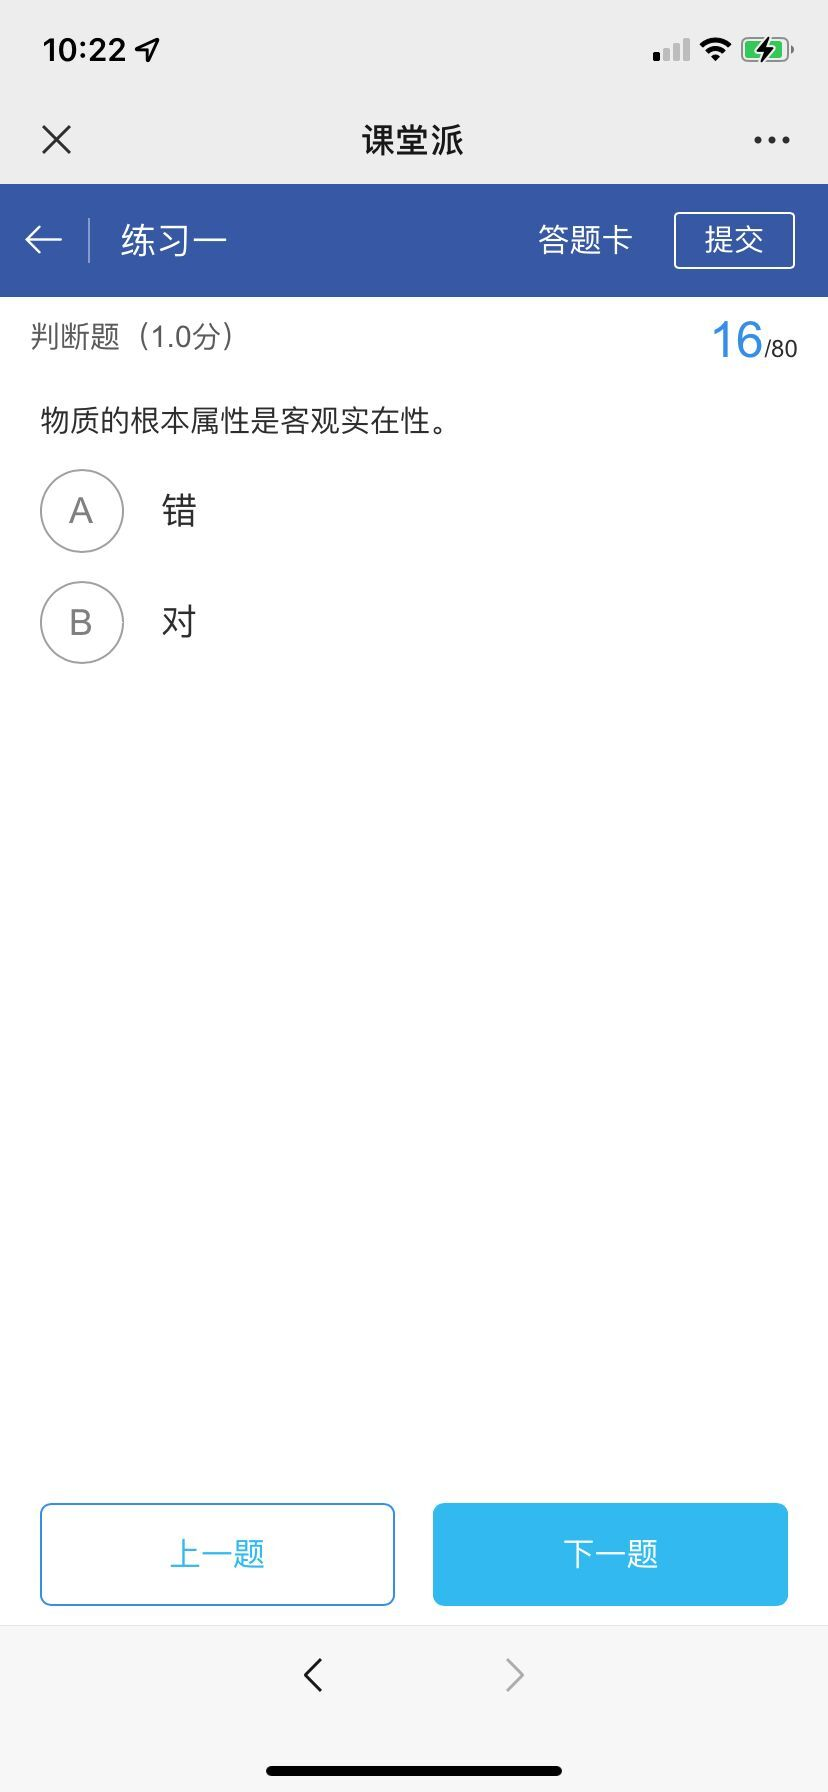 10:22
课堂派
练习一
答题卡
提交
判断题（1.0分）
16/80
物质的根本属性是客观实在性。
A 错
B 对
上一题
下一题